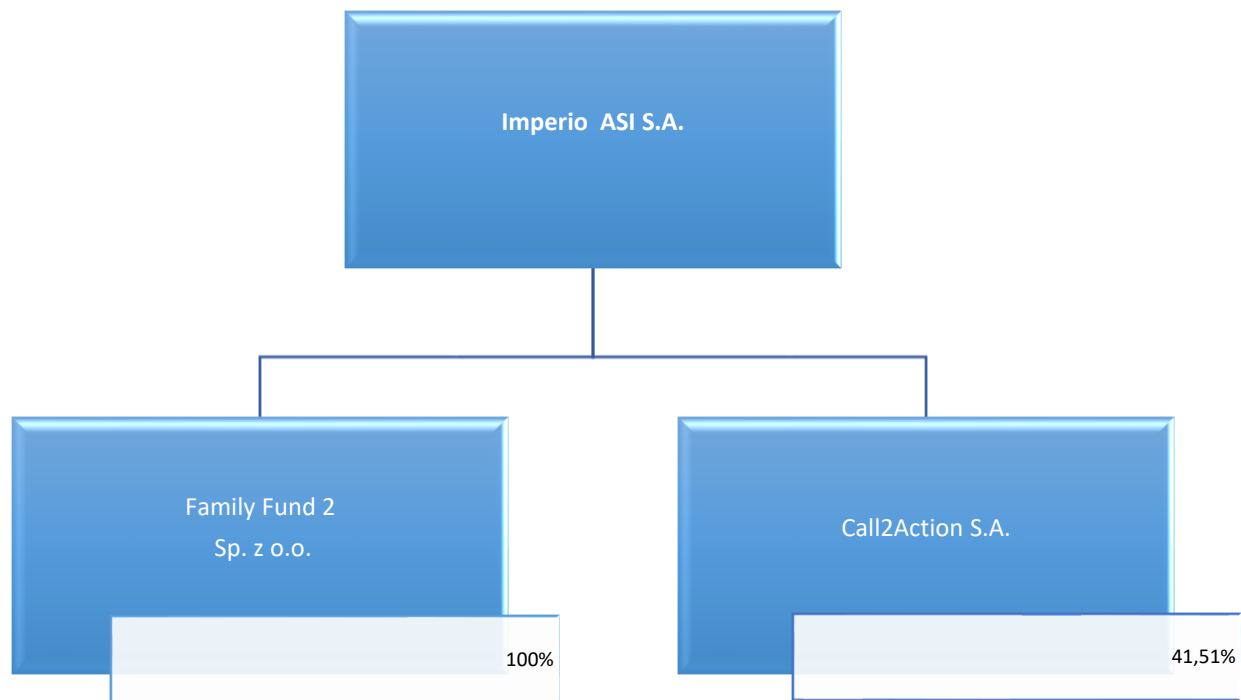 Imperio ASI S.A.
Family Fund 2
Sp. z o.o.
100%
Call2Action S.A.
41,51%